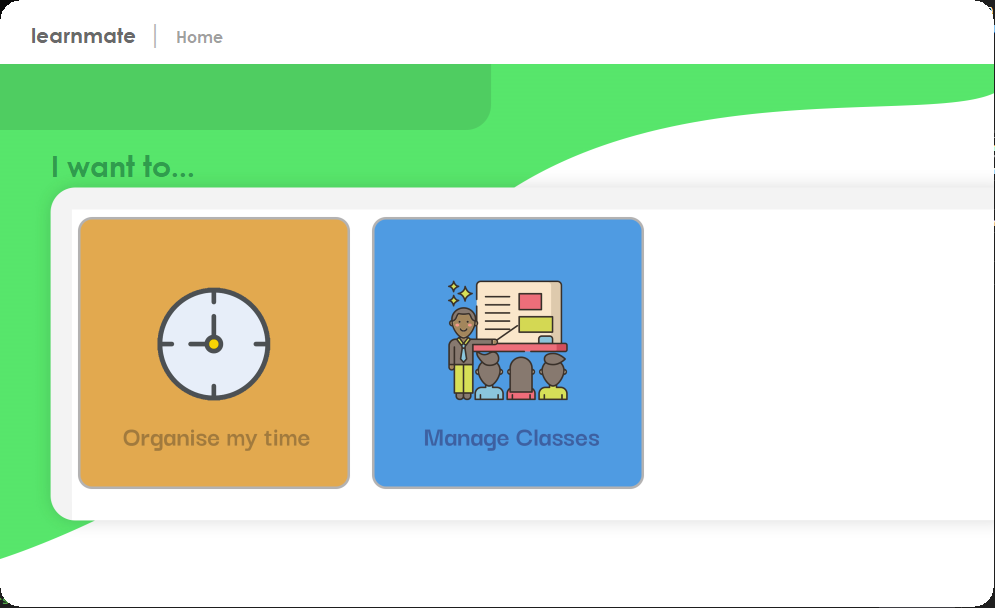 learnmate
Home
I want to...
Organise my time
Manage Classes